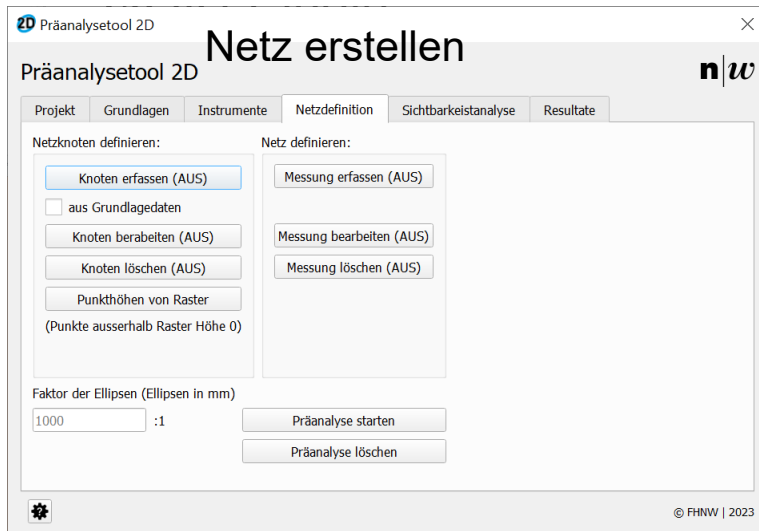 2D Präanalysetool 2D
Netz erstellen
Präanalysetool 2D
n|w
Projekt Grundlagen Instrumente Netzdefinition Sichtbarkeistanalyse Resultate
Netzknoten definieren: Netz definieren:
Knoten erfassen (AUS) Messung erfassen (AUS)
aus Grundlagedaten
Knoten berabeiten (AUS) Messung bearbeiten (AUS)
Knoten löschen (AUS) Messung löschen (AUS)
Punkthöhen von Raster
(Punkte ausserhalb Raster Höhe 0)
Faktor der Ellipsen (Ellipsen in mm)
1000 :1 Präanalyse starten
Präanalyse löschen
© FHNW | 2023